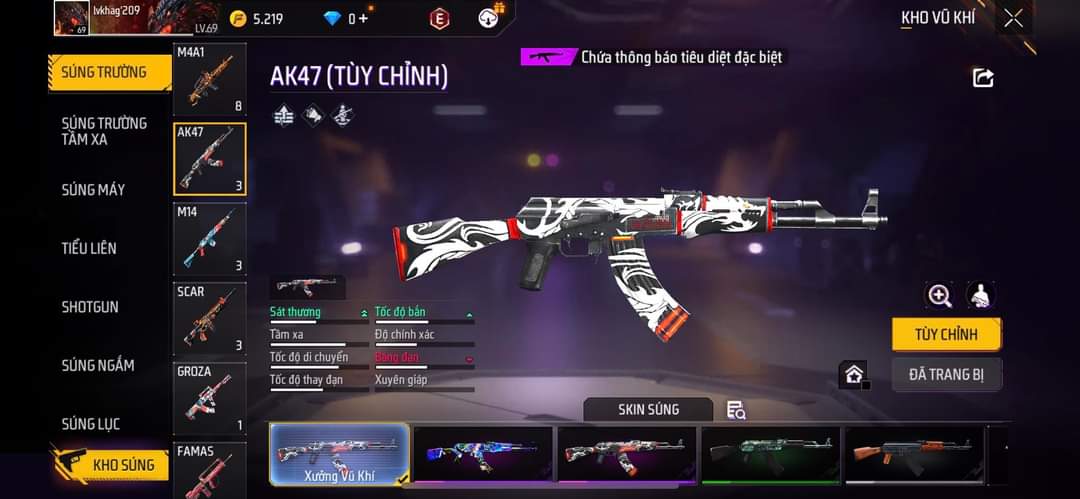 lvkhag'209
69
LV.69
5.219
0 +
E
KHO VŨ KHÍ
SÚNG TRƯỜNG
SÚNG TRƯỜNG
TẦM XA
SÚNG MÁY
TIỂU LIÊN
SHOTGUN
SÚNG NGẮM
SÚNG LỤC
KHO SÚNG
M4A1
8
AK47
3
M14
3
SCAR
3
GROZA
1
FAMAS
AK47 (TÙY CHỈNH)
Chứa thông báo tiêu diệt đặc biệt
Sát thương
Tốc độ bắn
Tầm xa
Độ chính xác
Tốc độ di chuyển
Băng đạn
Tốc độ thay đạn
Xuyên giáp
TÙY CHỈNH
ĐÃ TRANG BỊ
SKIN SÚNG
Xưởng Vũ Khí